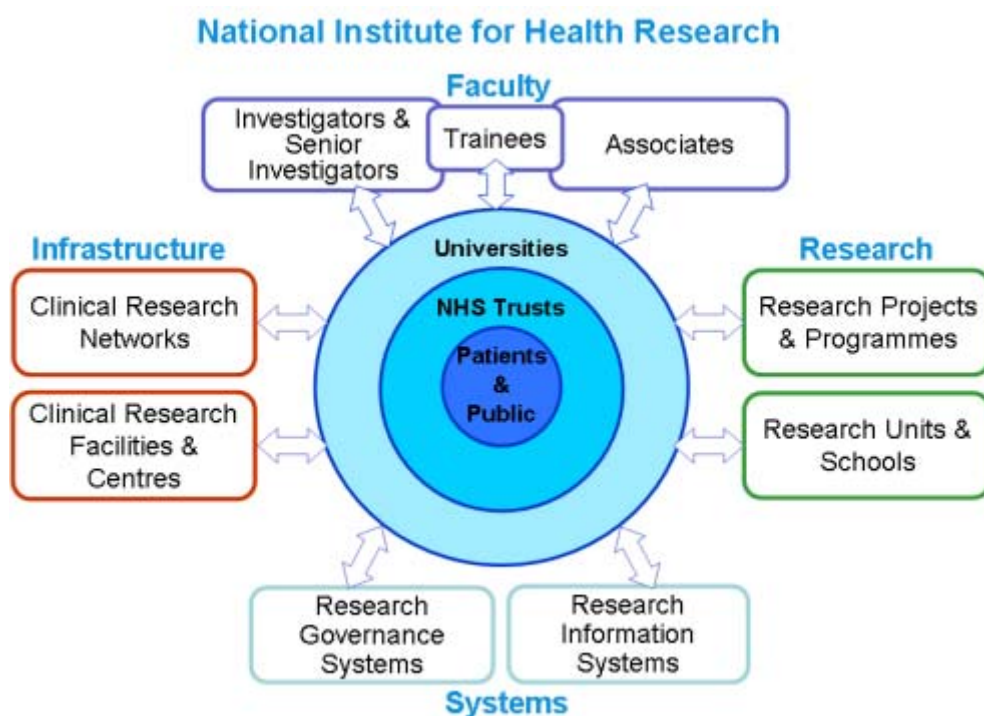 National Institute for Health Research
Faculty
Investigators &
Senior
Investigators
Trainees
Associates
Infrastructure
Clinical Research
Networks
Clinical Research
Facilities &
Centres
Universities
NHS Trusts
Patients
&
Public
Research
Research Projects
& Programmes
Research Units &
Schools
Research
Governance
Systems
Research
Information
Systems
Systems